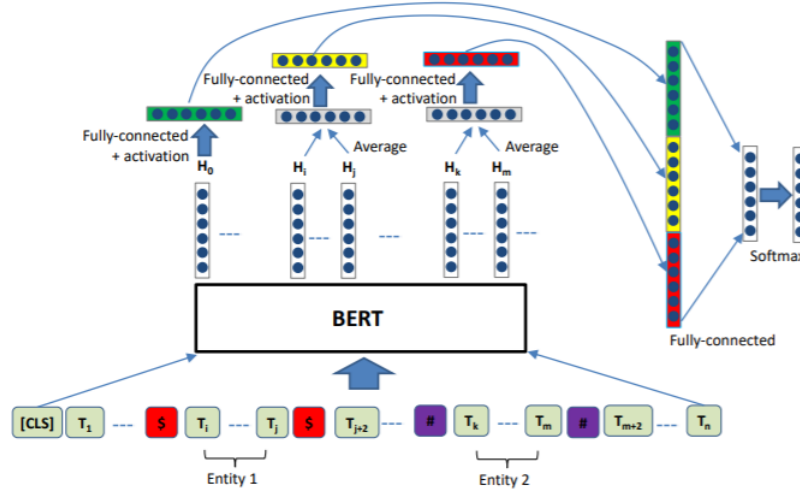 Fully-connected
+ activation
Fully-connected
+ activation
Fully-connected
+ activation
Average
Average
H0
Hi
Hj
Hk
Hm
Softmax
BERT
Fully-connected
[CLS]
T1
$
Ti
Tj
$
Tj+2
#
Tk
Tm
#
Tm+2
Tn
Entity 1
Entity 2